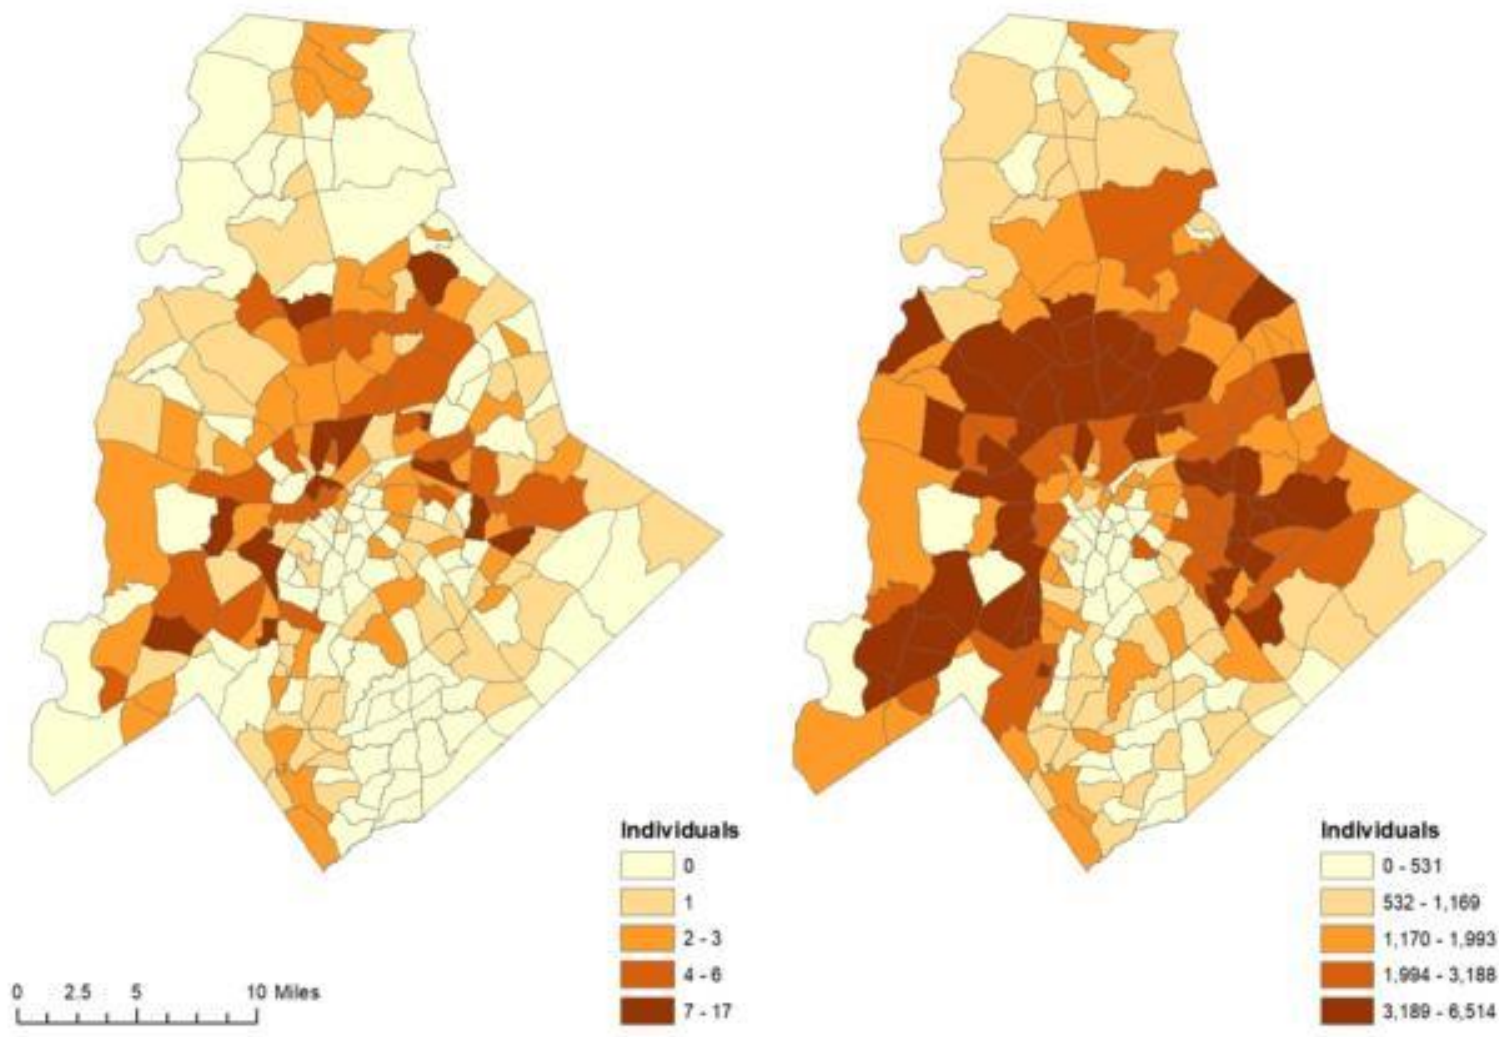 Individuals
0
1
2 - 3
4 - 6
7 - 17
0 2.5 5 10 Miles
Individuals
0 - 531
532 - 1,169
1,170 - 1,993
1,994 - 3,188
3,189 - 6,514